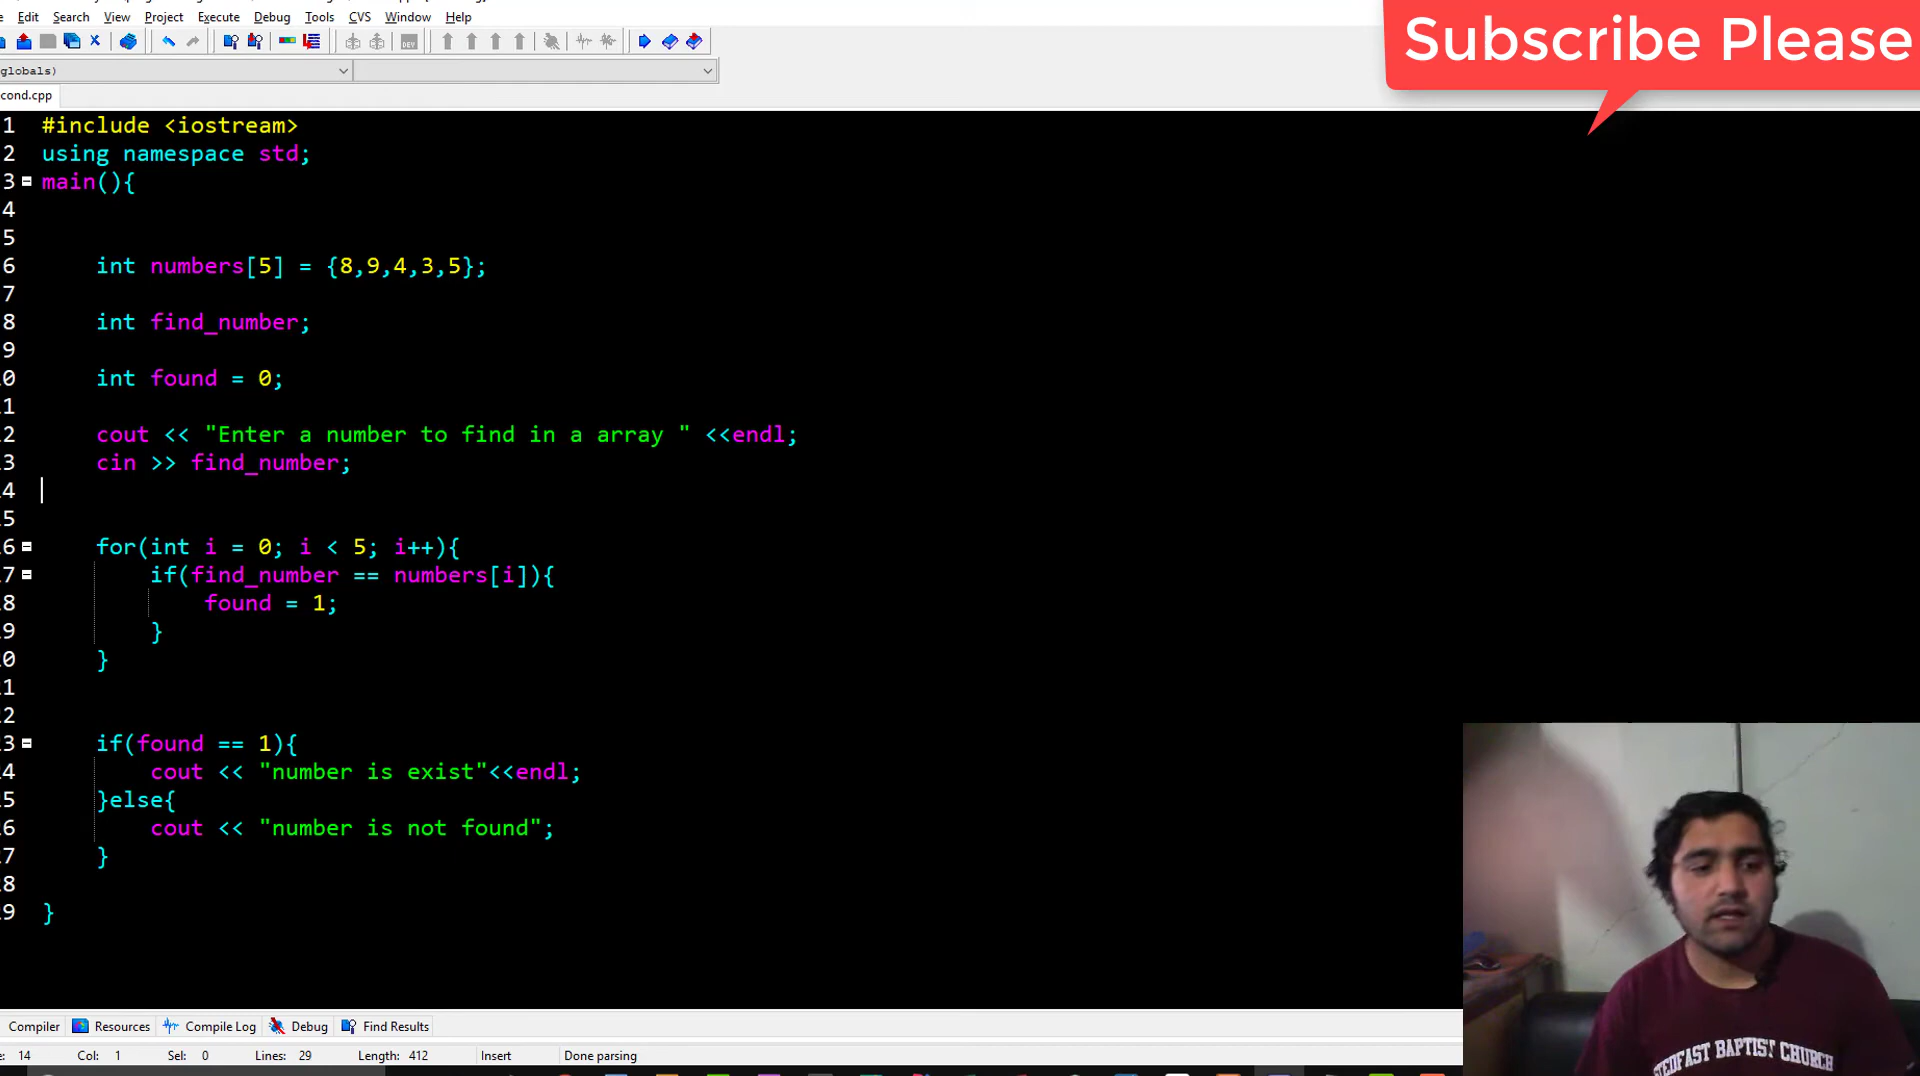 Edit Search View Project Execute Debug Tools CVS Window Help
Subscribe Please
globals)
cond.cpp
1 #include <iostream>
2 using namespace std;
3 main(){
4
5
6 int numbers[5] = {8,9,4,3,5};
7
8 int find_number;
9
0 int found = 0;
1
2 cout << "Enter a number to find in a array " <<endl;
3 cin >> find_number;
4
5
6 for(int i = 0; i < 5; i++){
7 if(find_number == numbers[i]){
8 found = 1;
9 }
0 }
1
2
3 if(found == 1){
4 cout << "number is exist"<<endl;
5 }else{
6 cout << "number is not found";
7 }
8
9 }
Compiler Resources Compile Log Debug Find Results
14 Col: 1 Sel: 0 Lines: 29 Length: 412 Insert Done parsing
BAPTIST CHURCH